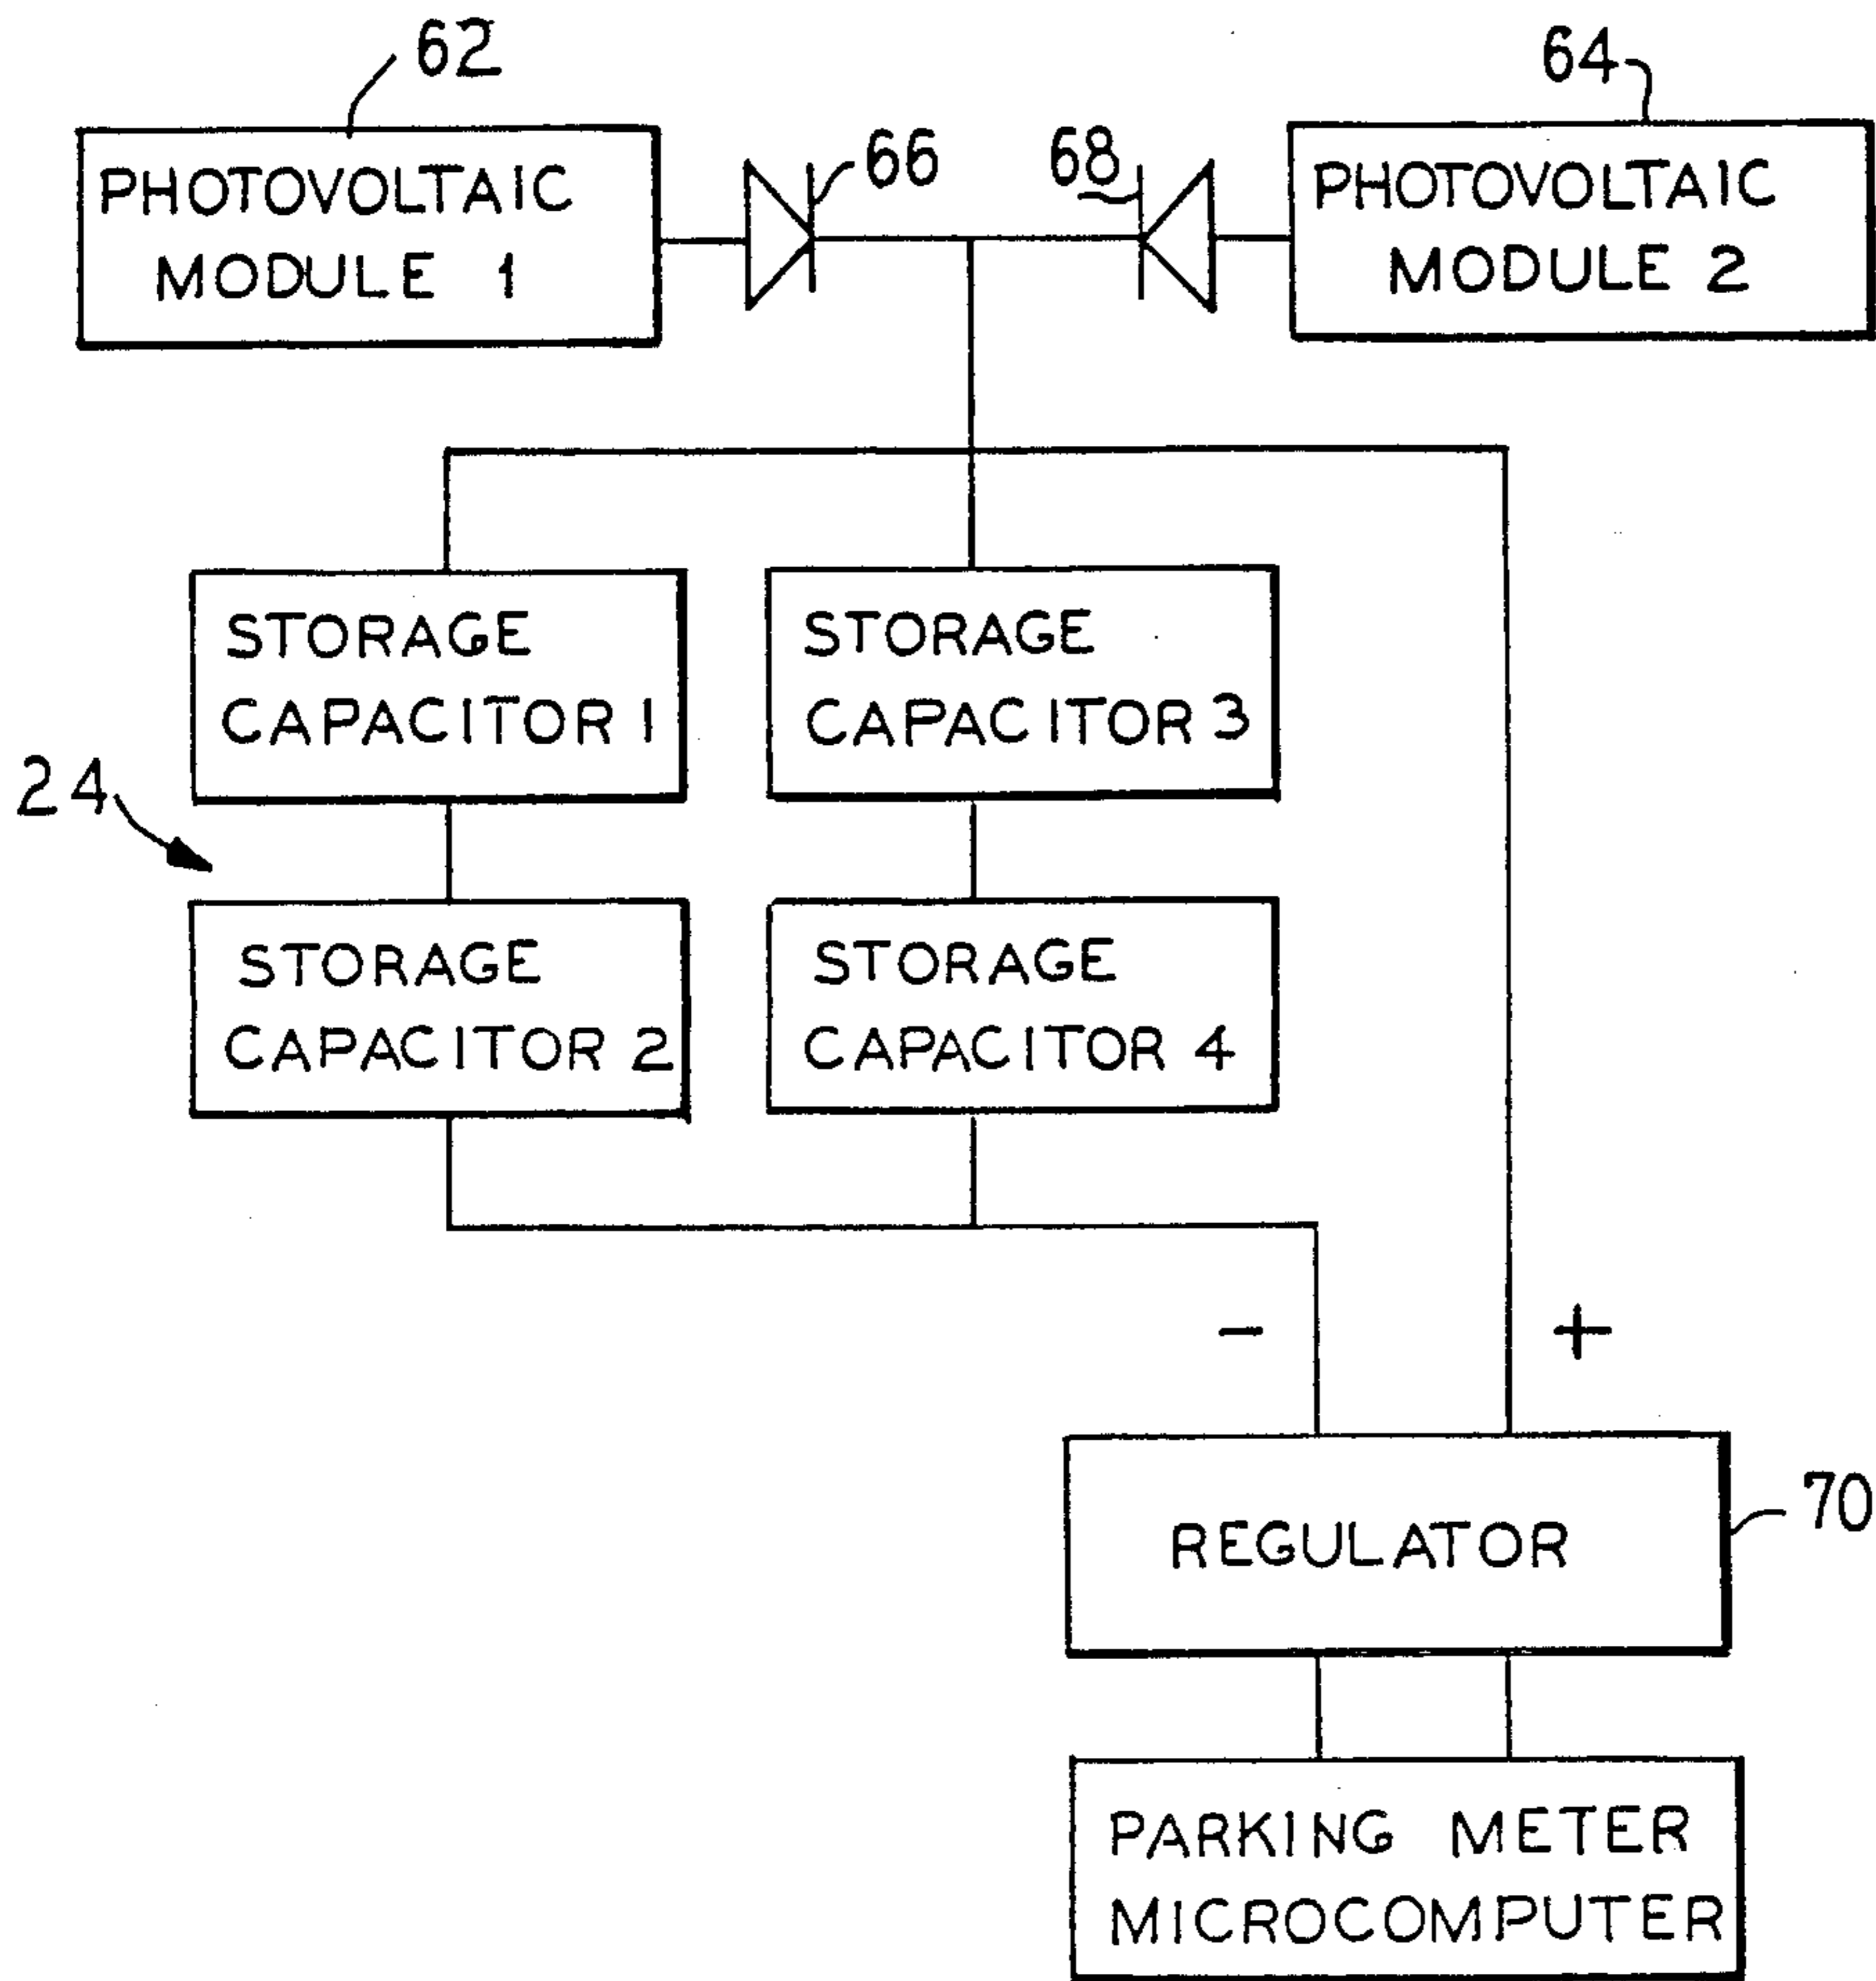 62
64
66
68
PHOTOVOLTAIC
MODULE 1
PHOTOVOLTAIC
MODULE 2
STORAGE
CAPACITOR 1
STORAGE
CAPACITOR 3
24
STORAGE
CAPACITOR 2
STORAGE
CAPACITOR 4
- +
REGULATOR
70
PARKING METER
MICROCOMPUTER